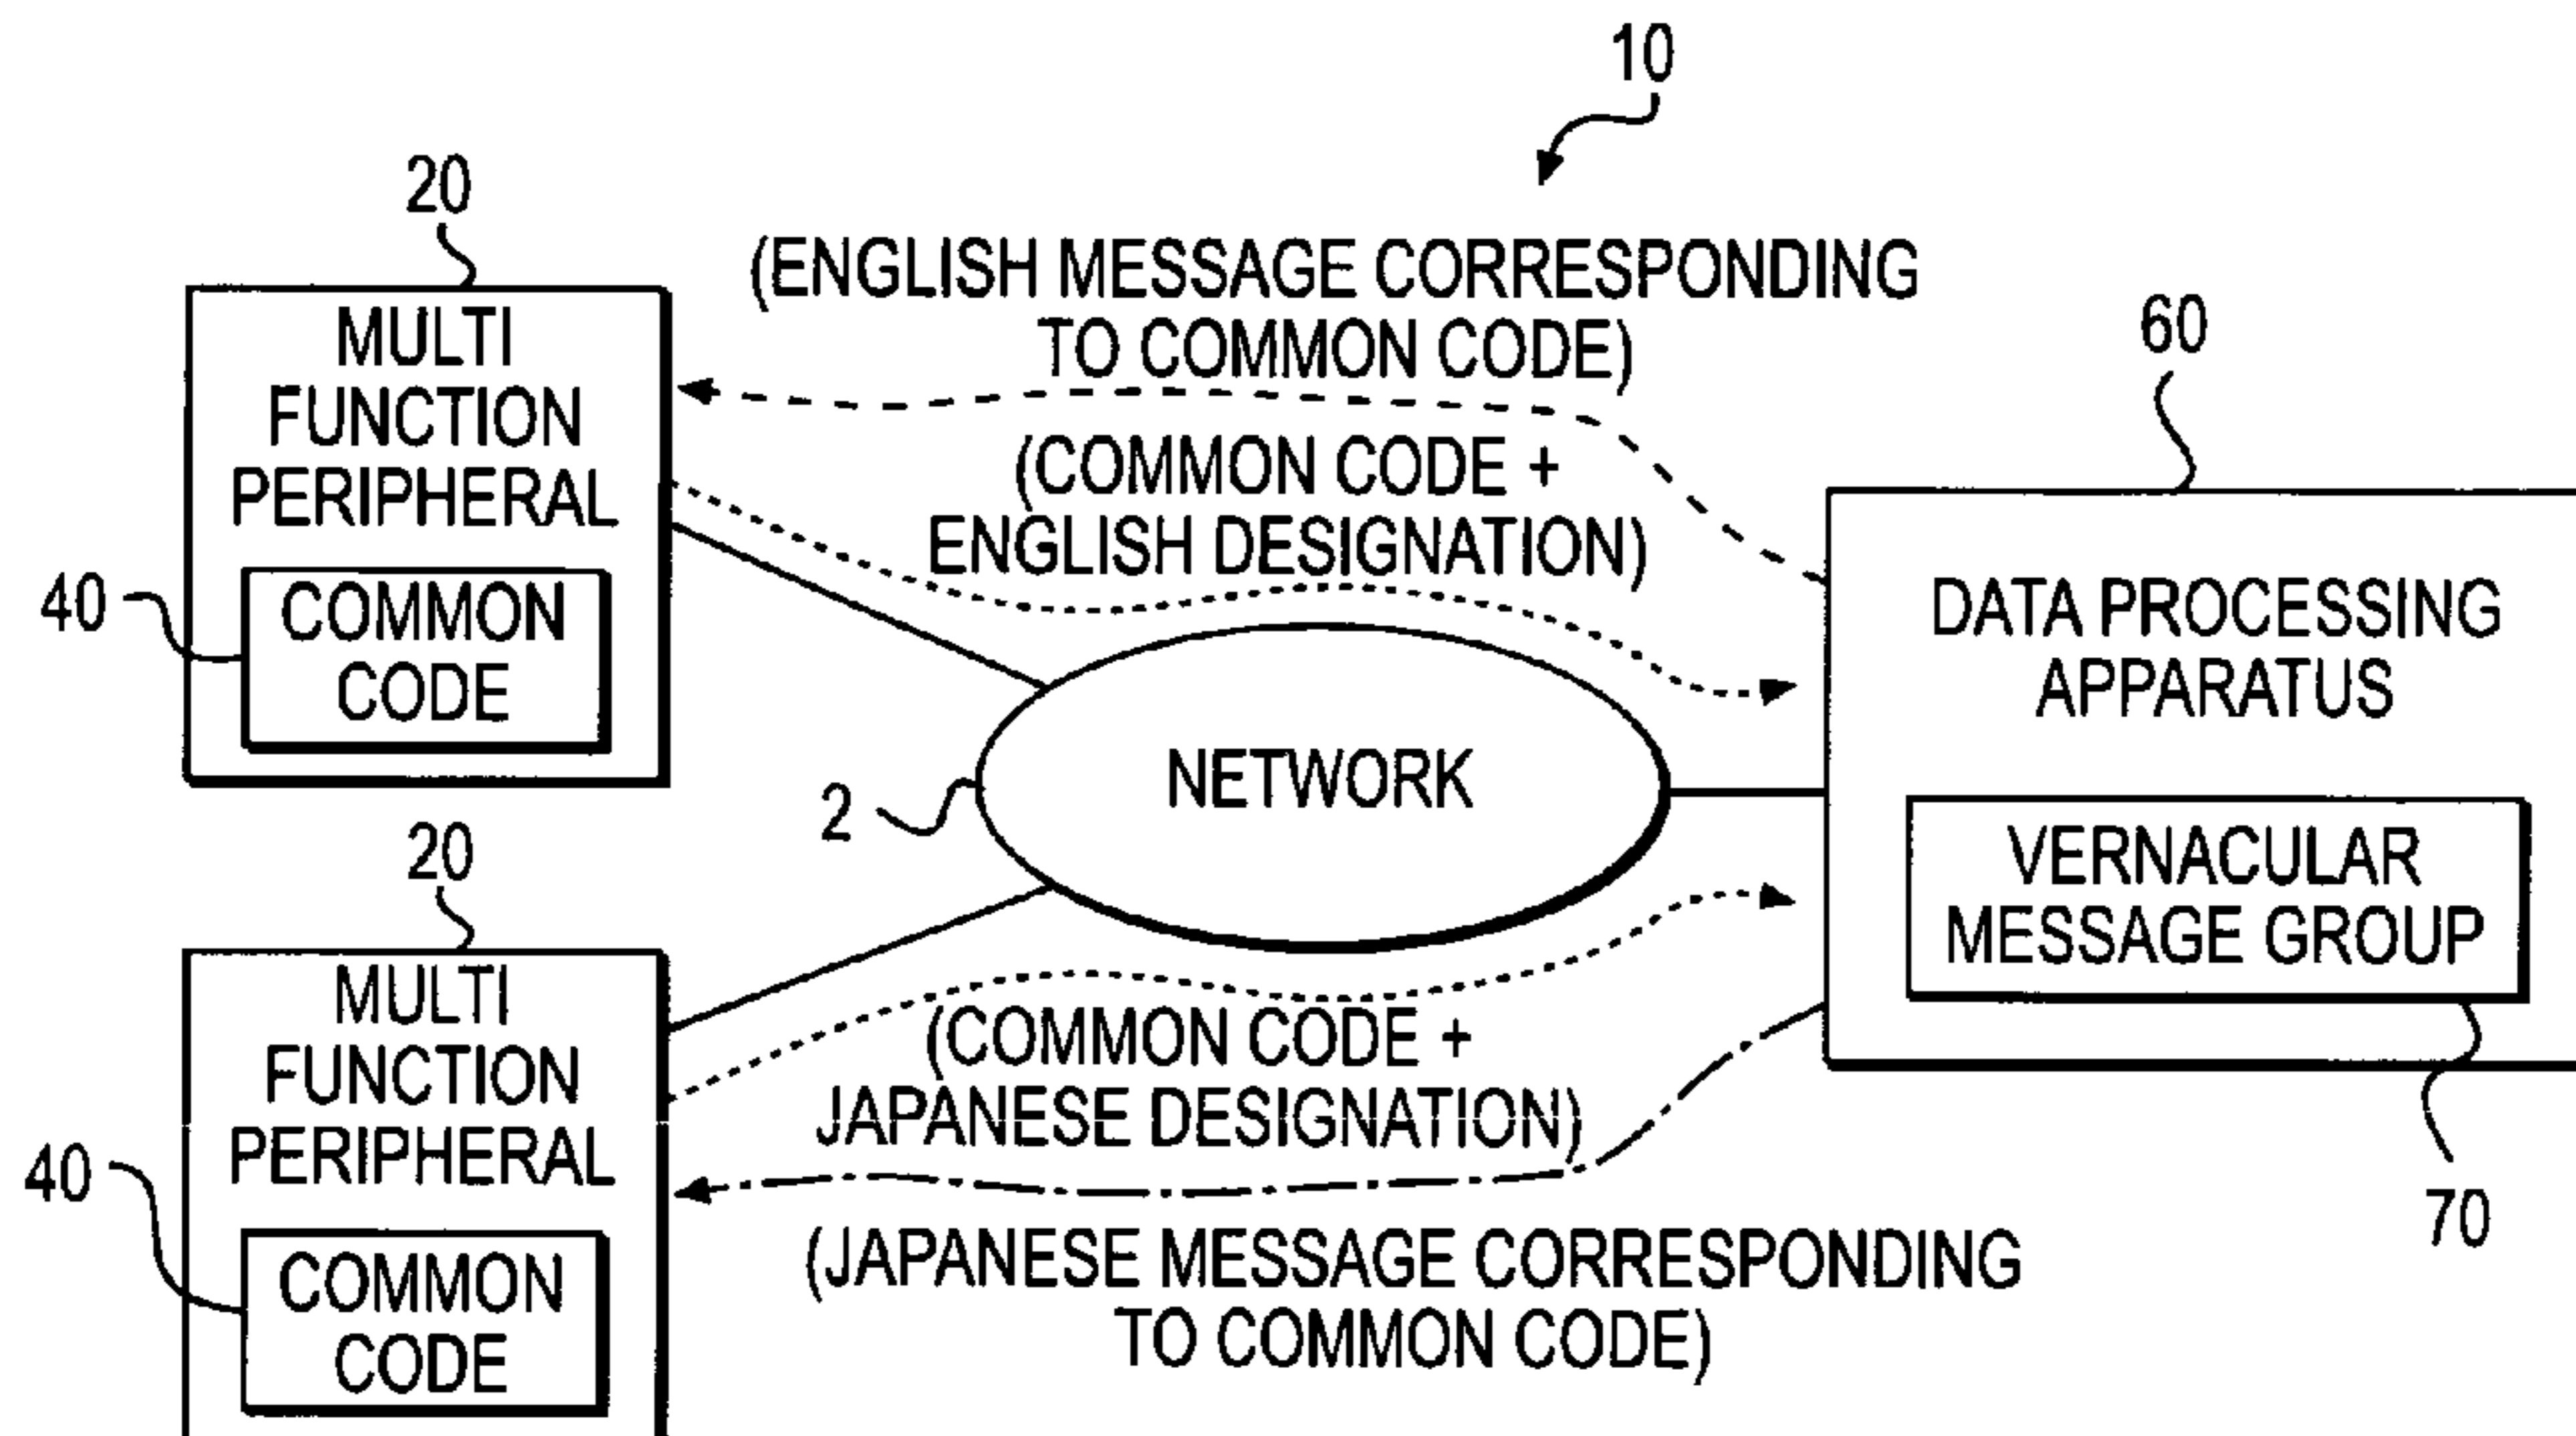 10
20
(ENGLISH MESSAGE CORRESPONDING
TO COMMON CODE)
60
MULTI
FUNCTION
PERIPHERAL
(COMMON CODE +
ENGLISH DESIGNATION)
40
COMMON
CODE
DATA PROCESSING
APPARATUS
NETWORK
2
VERNACULAR
MESSAGE GROUP
20
MULTI
FUNCTION
PERIPHERAL
(COMMON CODE +
JAPANESE DESIGNATION)
40
70
COMMON
CODE
(JAPANESE MESSAGE CORRESPONDING
TO COMMON CODE)